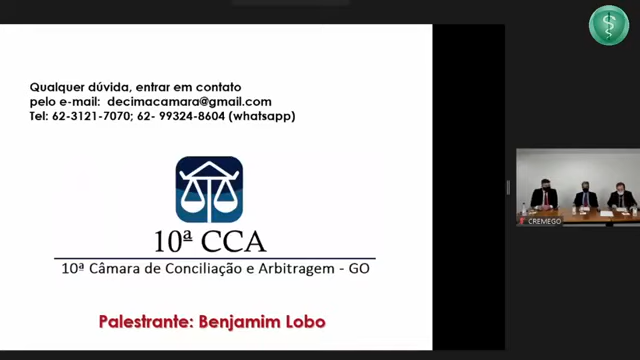 Qualquer dúvida, entrar em contato
pelo e-mail: decimacamara@gmail.com
Tel: 62-3121-7070; 62- 99324-8604 (whatsapp)
10ª CCA
10ª Câmara de Conciliação e Arbitragem - GO
Palestrante: Benjamim Lobo
CREMEGO